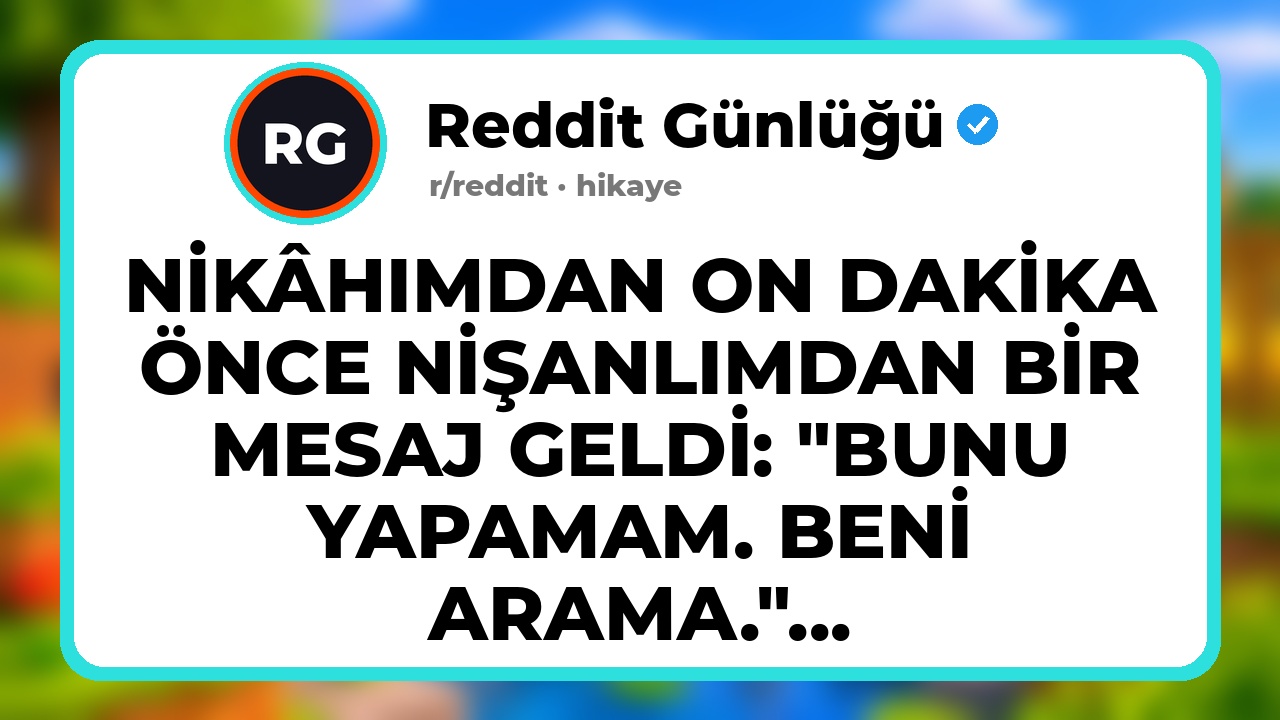 RG
Reddit Günlüğü
r/reddit • hikaye
NİKÂHIMDAN ON DAKİKA
ÖNCE NİŞANLIMDAN BİR
MESAJ GELDİ: "BUNU
YAPAMAM. BENİ
ARAMA."...